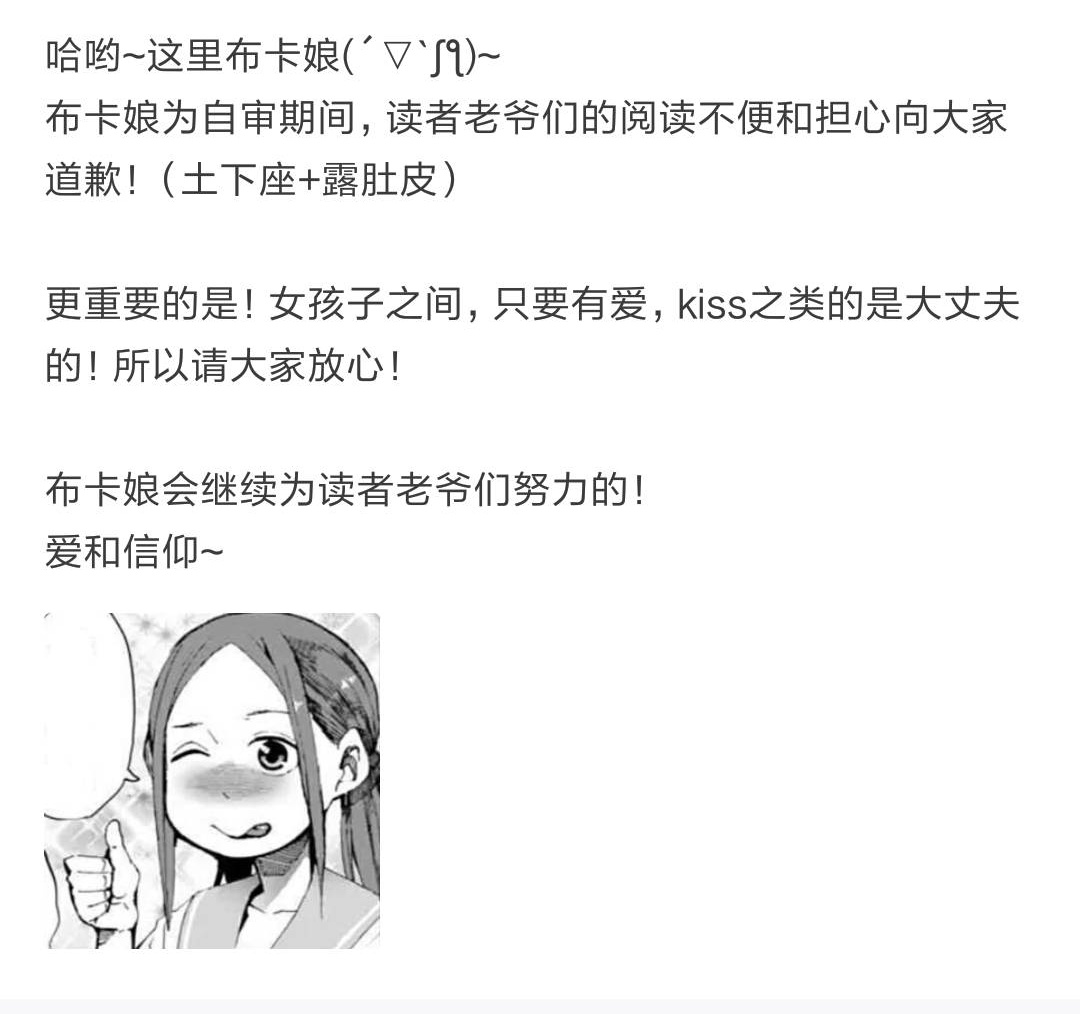 哈哟~这里布卡娘(´▽`ʃƪ)~
布卡娘为自审期间，读者老爷们的阅读不便和担心向大家
道歉！（土下座+露肚皮）
更重要的是！女孩子之间，只要有爱，kiss之类的是大丈夫
的！所以请大家放心！
布卡娘会继续为读者老爷们努力的！
爱和信仰~